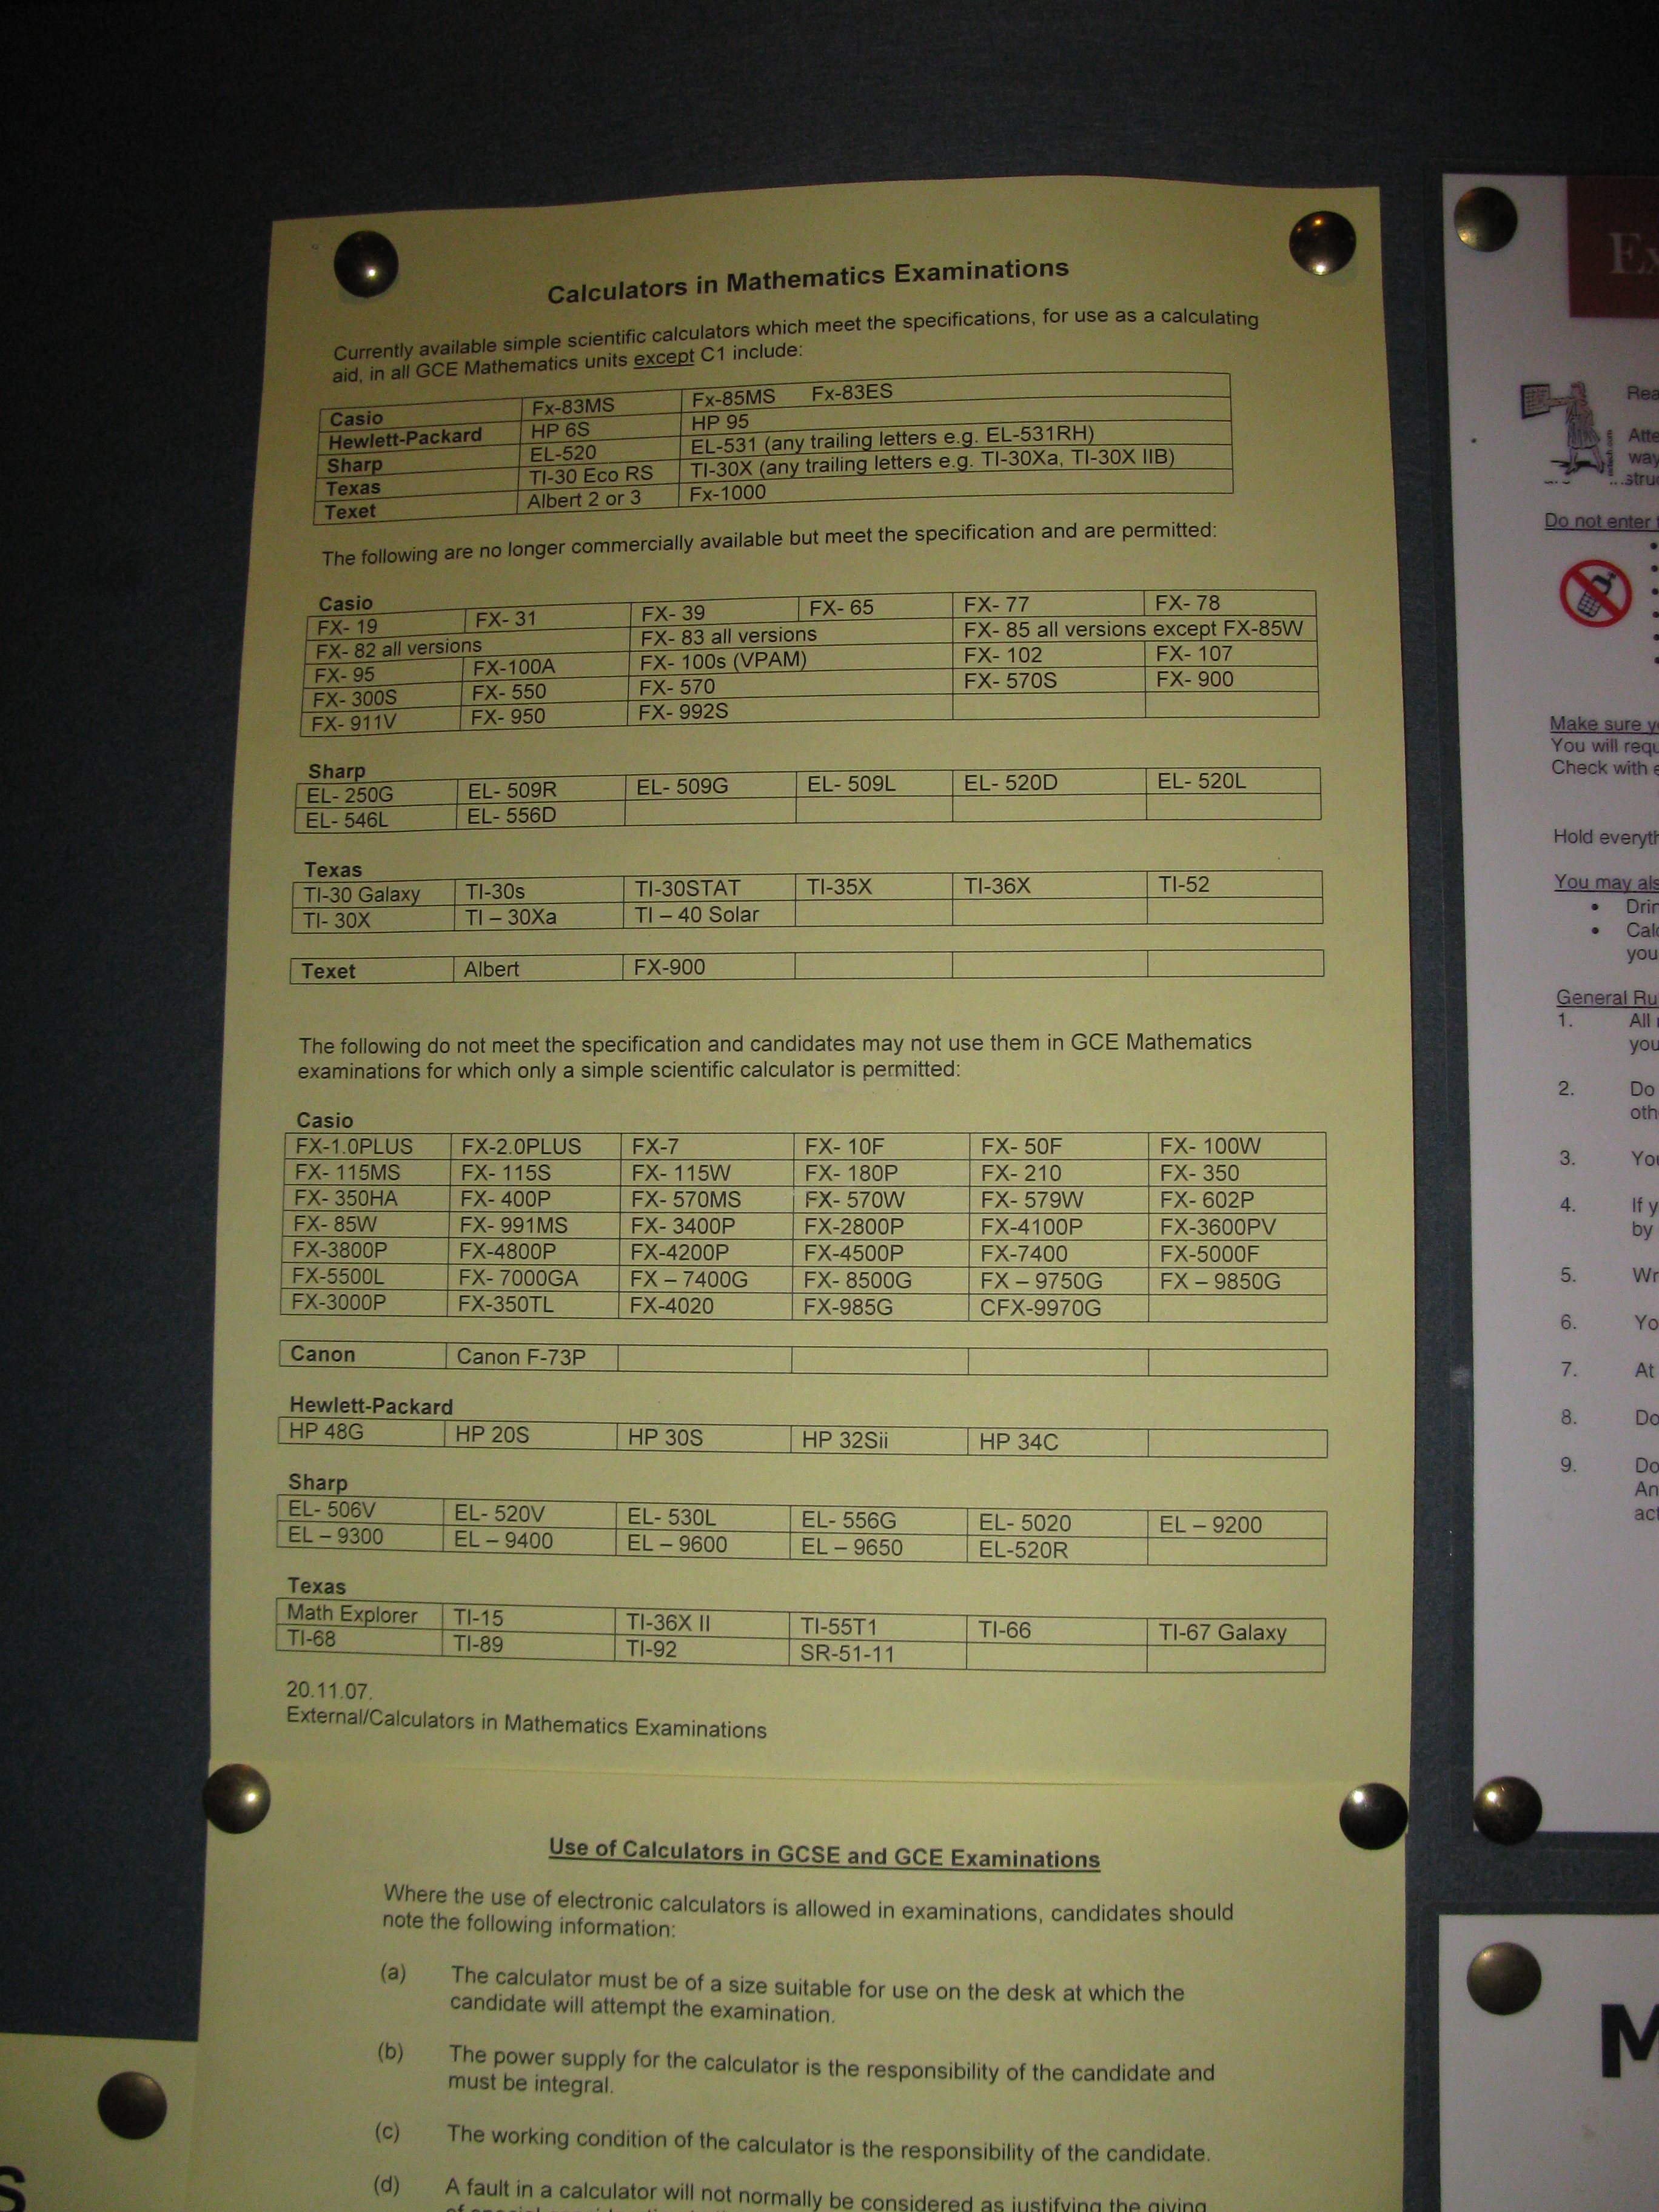 Calculators in Mathematics Examinations
Currently available simple scientific calculators which meet the specifications, for use as a calculating
aid, in all GCE Mathematics units except C1 include:
Casio Fx-83MS Fx-85MS Fx-83ES
Hewlett-Packard HP 6S HP 95
Sharp EL-520 EL-531 (any trailing letters e.g. EL-531RH)
Texas TI-30 Eco RS TI-30X (any trailing letters e.g. TI-30Xa, TI-30X IIB)
Texet Albert 2 or 3 Fx-1000
The following are no longer commercially available but meet the specification and are permitted:
Casio
FX- 19 FX- 31 FX- 39 FX- 65 FX- 77 FX- 78
FX- 82 all versions FX- 83 all versions FX- 85 all versions except FX-85W
FX- 95 FX-100A FX- 100s (VPAM) FX- 102 FX- 107
FX- 300S FX- 550 FX- 570 FX- 570S FX- 900
FX- 911V FX- 950 FX- 992S
Sharp
EL- 250G EL- 509R EL- 509G EL- 509L EL- 520D EL- 520L
EL- 546L EL- 556D
Texas
TI-30 Galaxy TI-30s TI-30STAT TI-35X TI-36X TI-52
TI- 30X TI – 30Xa TI – 40 Solar
Texet Albert FX-900
The following do not meet the specification and candidates may not use them in GCE Mathematics
examinations for which only a simple scientific calculator is permitted:
Casio
FX-1.0PLUS FX-2.0PLUS FX-7 FX- 10F FX- 50F FX- 100W
FX- 115MS FX- 115S FX- 115W FX- 180P FX- 210 FX- 350
FX- 350HA FX- 400P FX- 570MS FX- 570W FX- 579W FX- 602P
FX- 85W FX- 991MS FX- 3400P FX-2800P FX-4100P FX-3600PV
FX-3800P FX-4800P FX-4200P FX-4500P FX-7400 FX-5000F
FX-5500L FX- 7000GA FX – 7400G FX- 8500G FX – 9750G FX – 9850G
FX-3000P FX-350TL FX-4020 FX-985G CFX-9970G
Canon Canon F-73P
Hewlett-Packard
HP 48G HP 20S HP 30S HP 32Sii HP 34C
Sharp
EL- 506V EL- 520V EL- 530L EL- 556G EL- 5020 EL – 9200
EL – 9300 EL – 9400 EL – 9600 EL – 9650 EL-520R
Texas
Math Explorer TI-15 TI-36X II TI-55T1 TI-66 TI-67 Galaxy
TI-68 TI-89 TI-92 SR-51-11
20.11.07.
External/Calculators in Mathematics Examinations
Use of Calculators in GCSE and GCE Examinations
Where the use of electronic calculators is allowed in examinations, candidates should
note the following information:
(a) The calculator must be of a size suitable for use on the desk at which the
candidate will attempt the examination.
(b) The power supply for the calculator is the responsibility of the candidate and
must be integral.
(c) The working condition of the calculator is the responsibility of the candidate.
(d) A fault in a calculator will not normally be considered as justifying the giving
Ex
Do not enter
Make sure
You will
Check with
Hold
You may
General
1. All
2. Do
3.
4. If
by
5.
6.
7. At
8. Do
9. Do
M
S